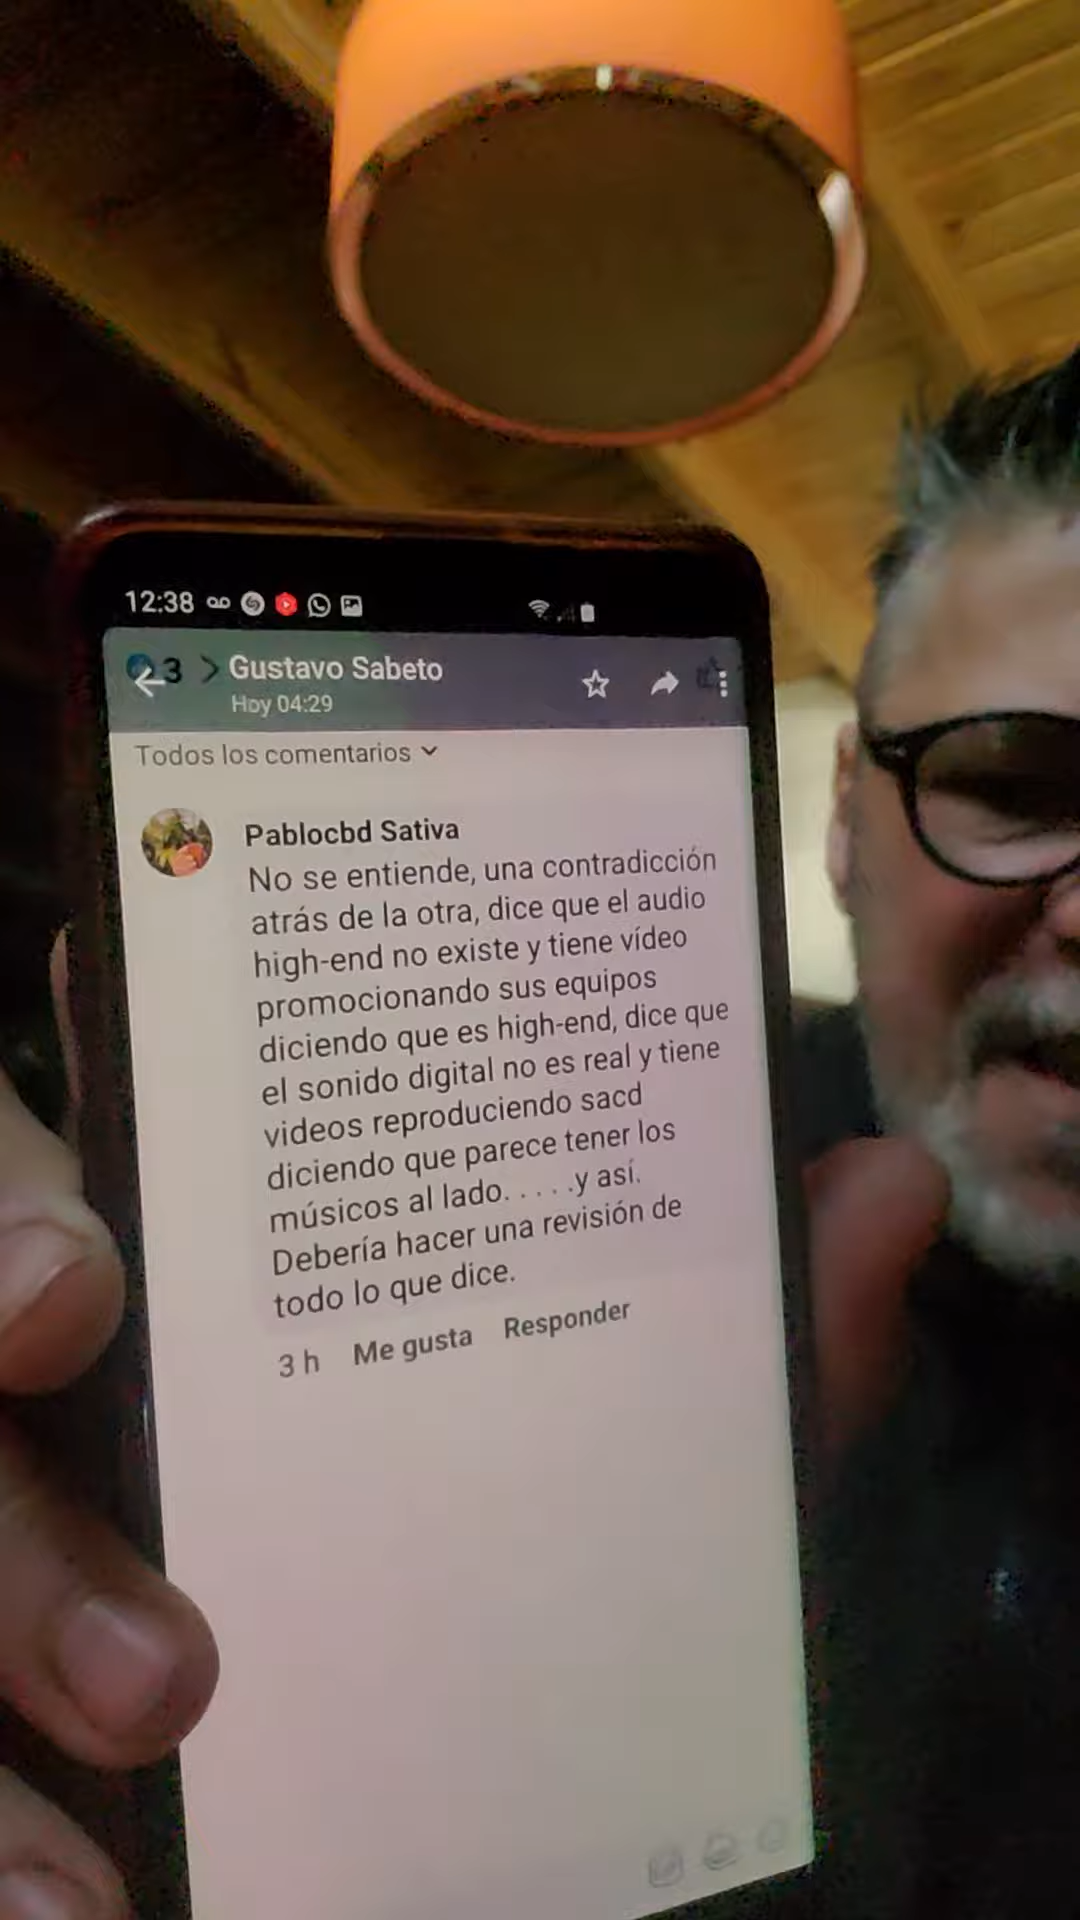 12:38
3 > Gustavo Sabeto
Hoy 04:29
Todos los comentarios
Pablocbd Sativa
No se entiende, una contradicción
atrás de la otra, dice que el audio
high-end no existe y tiene vídeo
promocionando sus equipos
diciendo que es high-end, dice que
el sonido digital no es real y tiene
videos reproduciendo sacd
diciendo que parece tener los
músicos al lado. . . . .y así.
Debería hacer una revisión de
todo lo que dice.
3 h Me gusta Responder